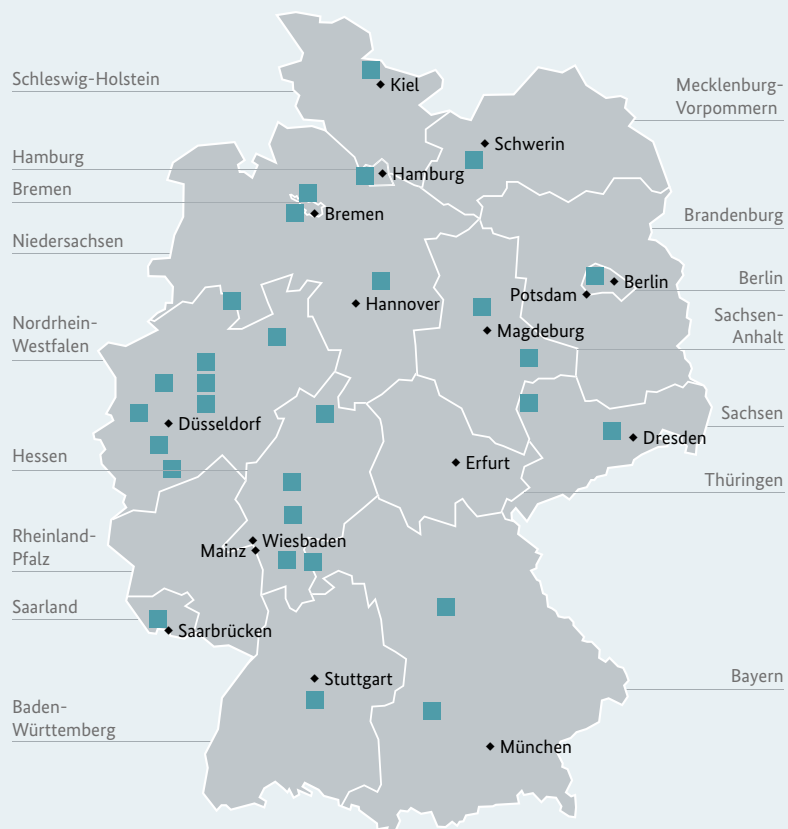 Schleswig-Holstein
Kiel
Mecklenburg-
Vorpommern
Schwerin
Hamburg
Hamburg
Bremen
Bremen
Brandenburg
Niedersachsen
Berlin
Berlin
Potsdam
Hannover
Sachsen-
Anhalt
Nordrhein-
Westfalen
Magdeburg
Düsseldorf
Sachsen
Dresden
Hessen
Erfurt
Thüringen
Rheinland-
Pfalz
Wiesbaden
Mainz
Saarland
Saarbrücken
Stuttgart
Bayern
Baden-
Württemberg
München